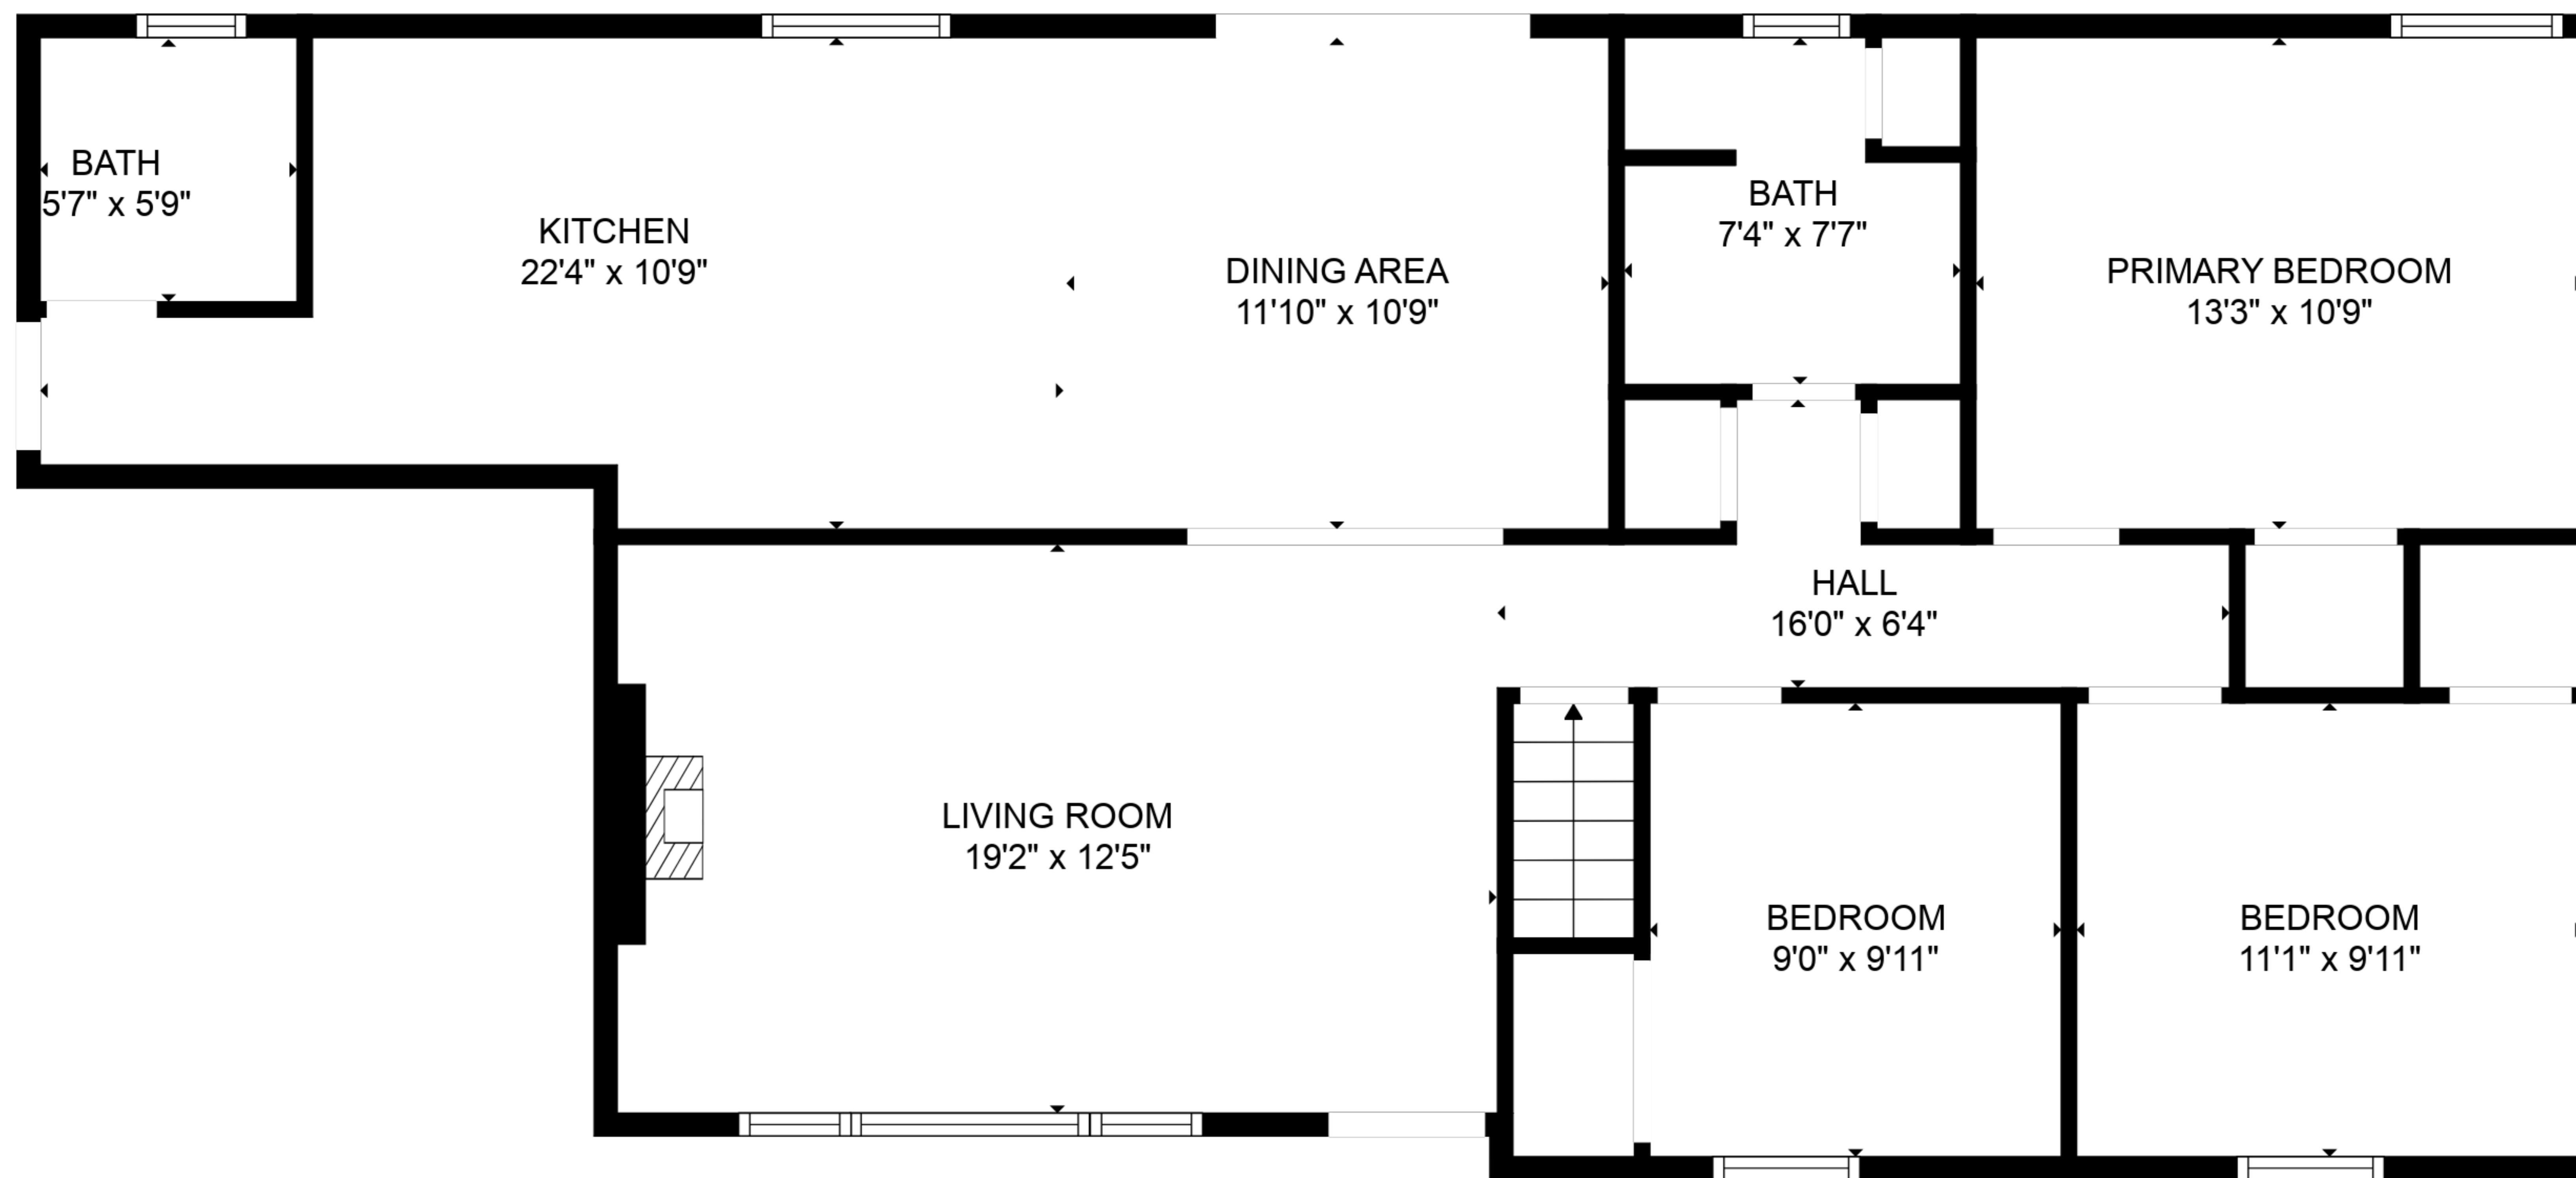 BATH
5'7" x 5'9"
KITCHEN
22'4" x 10'9"
DINING AREA
11'10" x 10'9"
BATH
7'4" x 7'7"
PRIMARY BEDROOM
13'3" x 10'9"
HALL
16'0" x 6'4"
LIVING ROOM
19'2" x 12'5"
BEDROOM
9'0" x 9'11"
BEDROOM
11'1" x 9'11"